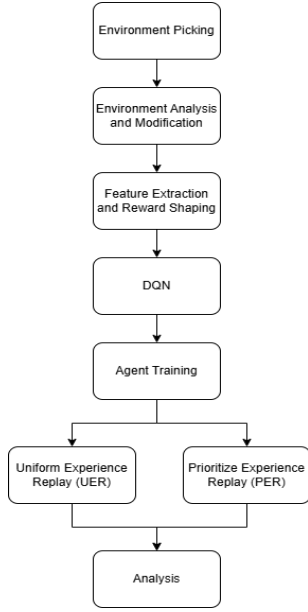 Environment Picking
Environment Analysis
and Modification
Feature Extraction
and Reward Shaping
DQN
Agent Training
Uniform Experience
Replay (UER)
Prioritize Experience
Replay (PER)
Analysis